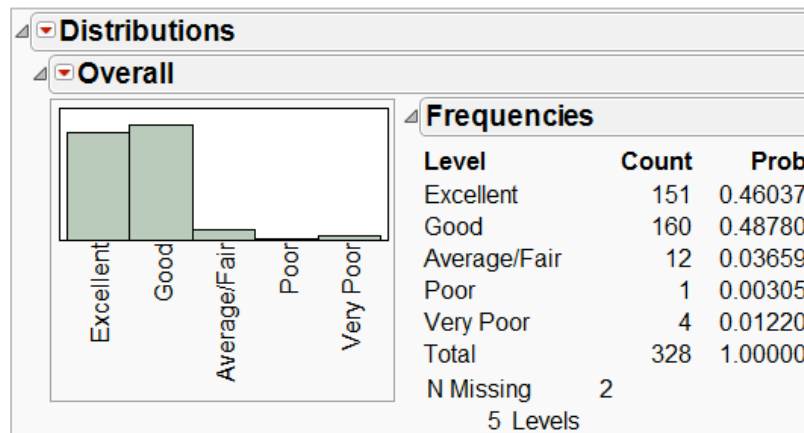 Distributions
Overall
Excellent
Good
Average/Fair
Poor
Very Poor
Frequencies
Level Count Prob
Excellent 151 0.46037
Good 160 0.48780
Average/Fair 12 0.03659
Poor 1 0.00305
Very Poor 4 0.01220
Total 328 1.00000
N Missing 2
5 Levels